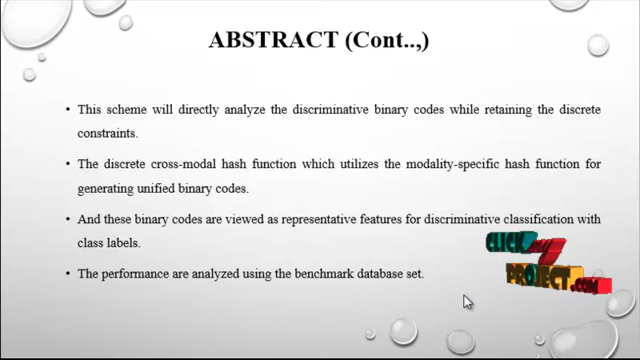 ABSTRACT (Cont..,)
• This scheme will directly analyze the discriminative binary codes while retaining the discrete
constraints.
• The discrete cross-modal hash function which utilizes the modality-specific hash function for
generating unified binary codes.
• And these binary codes are viewed as representative features for discriminative classification with
class labels.
• The performance are analyzed using the benchmark database set.
CLICK my
PROJECT.COM